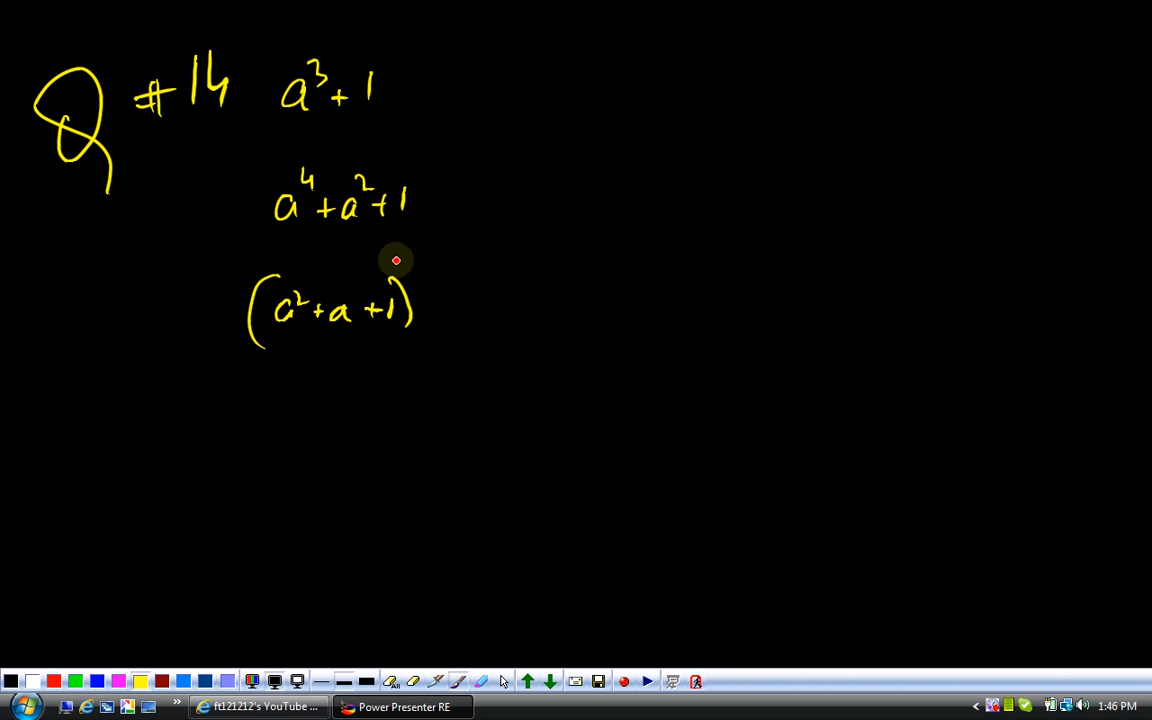 Q # 14 a³ + 1
a⁴ + a² + 1
(a² + a + 1)
ft121212's YouTube ... Power Presenter RE 1:46 PM